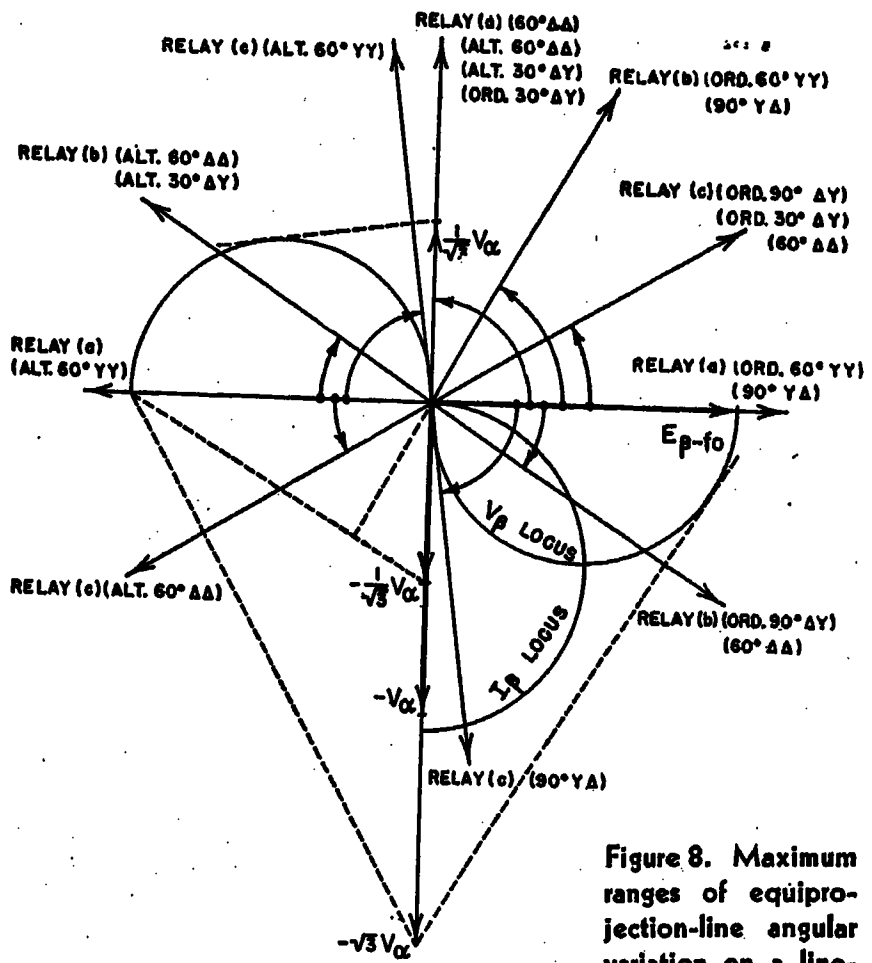 RELAY (d) (60° ΔΔ)
(ALT. 60° ΔΔ)
(ALT. 30° ΔY)
(ORD. 30° ΔY)
RELAY (c) (ALT. 60° YY)
RELAY (b) (ORD. 60° YY)
(90° YΔ)
RELAY (b) (ALT. 60° ΔΔ)
(ALT. 30° ΔY)
RELAY (c) (ORD. 90° ΔY)
(ORD. 30° ΔY)
(60° ΔΔ)
1/√3 Vα
RELAY (a)
(ALT. 60° YY)
RELAY (a) (ORD. 60° YY)
(90° YΔ)
Eβ-fo
Vβ LOCUS
-1/√3 Vα
RELAY (c) (ALT. 60° ΔΔ)
RELAY (b) (ORD. 90° ΔY)
(60° ΔΔ)
Iβ LOCUS
-Vα
RELAY (c) (90° YΔ)
-√3 Vα
Figure 8. Maximum
ranges of equipro-
jection-line angular
variation on a line-